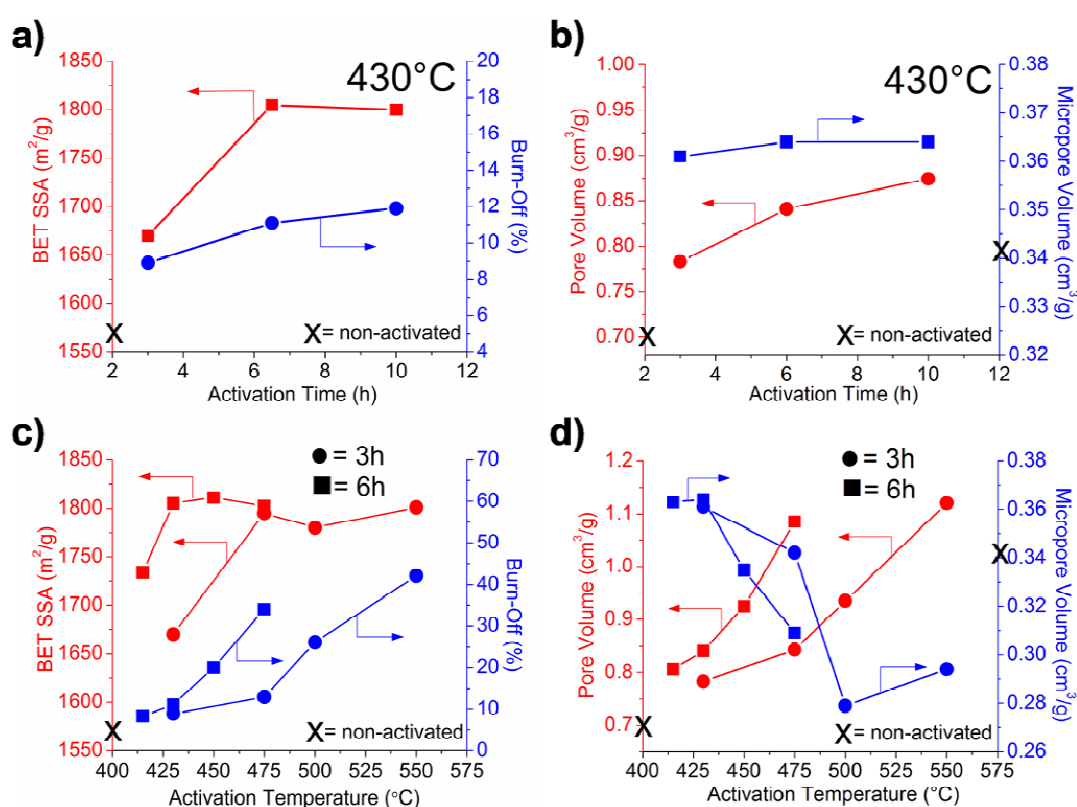 a)
430°C
BET SSA (m²/g)
1850
1800
1750
1700
1650
1600
1550
20
18
16
14
12
10
8
6
4
Burn-Off (%)
X = non-activated
2 4 6 8 10 12
Activation Time (h)
b)
430°C
Pore Volume (cm³/g)
1.00
0.95
0.90
0.85
0.80
0.75
0.70
0.38
0.37
0.36
0.35
0.34
0.33
0.32
Micropore Volume (cm³/g)
X
X
X = non-activated
2 4 6 8 10 12
Activation Time (h)
c)
= 3h
= 6h
BET SSA (m²/g)
1850
1800
1750
1700
1650
1600
1550
70
60
50
40
30
20
10
0
Burn-Off (%)
X
X = non-activated
400 425 450 475 500 525 550 575
Activation Temperature (°C)
d)
= 3h
= 6h
Pore Volume (cm³/g)
1.2
1.1
1.0
0.9
0.8
0.7
0.38
0.36
0.34
0.32
0.30
0.28
0.26
Micropore Volume (cm³/g)
X
X
X = non-activated
400 425 450 475 500 525 550 575
Activation Temperature (°C)